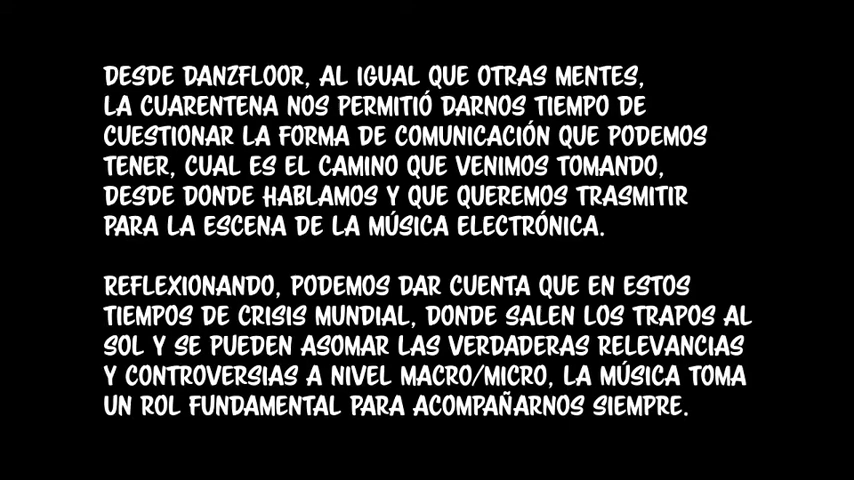 DESDE DANZFLOOR, AL IGUAL QUE OTRAS MENTES,
LA CUARENTENA NOS PERMITIÓ DARNOS TIEMPO DE
CUESTIONAR LA FORMA DE COMUNICACIÓN QUE PODEMOS
TENER, CUAL ES EL CAMINO QUE VENIMOS TOMANDO,
DESDE DONDE HABLAMOS Y QUE QUEREMOS TRASMITIR
PARA LA ESCENA DE LA MÚSICA ELECTRÓNICA.
REFLEXIONANDO, PODEMOS DAR CUENTA QUE EN ESTOS
TIEMPOS DE CRISIS MUNDIAL, DONDE SALEN LOS TRAPOS AL
SOL Y SE PUEDEN ASOMAR LAS VERDADERAS RELEVANCIAS
Y CONTROVERSIAS A NIVEL MACRO/MICRO, LA MÚSICA TOMA
UN ROL FUNDAMENTAL PARA ACOMPAÑARNOS SIEMPRE.